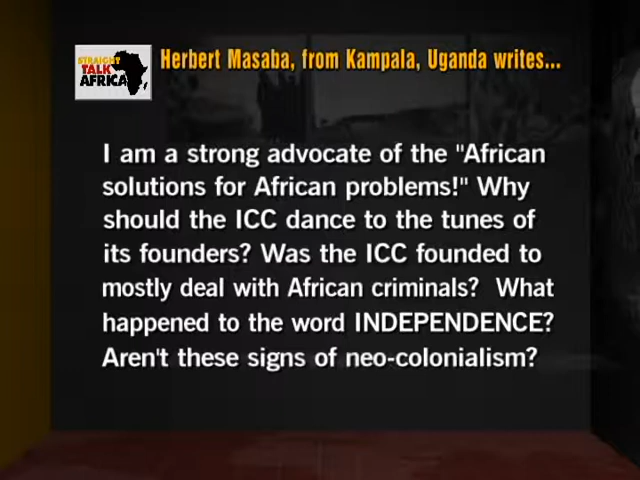 STRAIGHT
TALK
AFRICA
Herbert Masaba, from Kampala, Uganda writes...
I am a strong advocate of the "African
solutions for African problems!" Why
should the ICC dance to the tunes of
its founders? Was the ICC founded to
mostly deal with African criminals?  What
happened to the word INDEPENDENCE?
Aren't these signs of neo-colonialism?